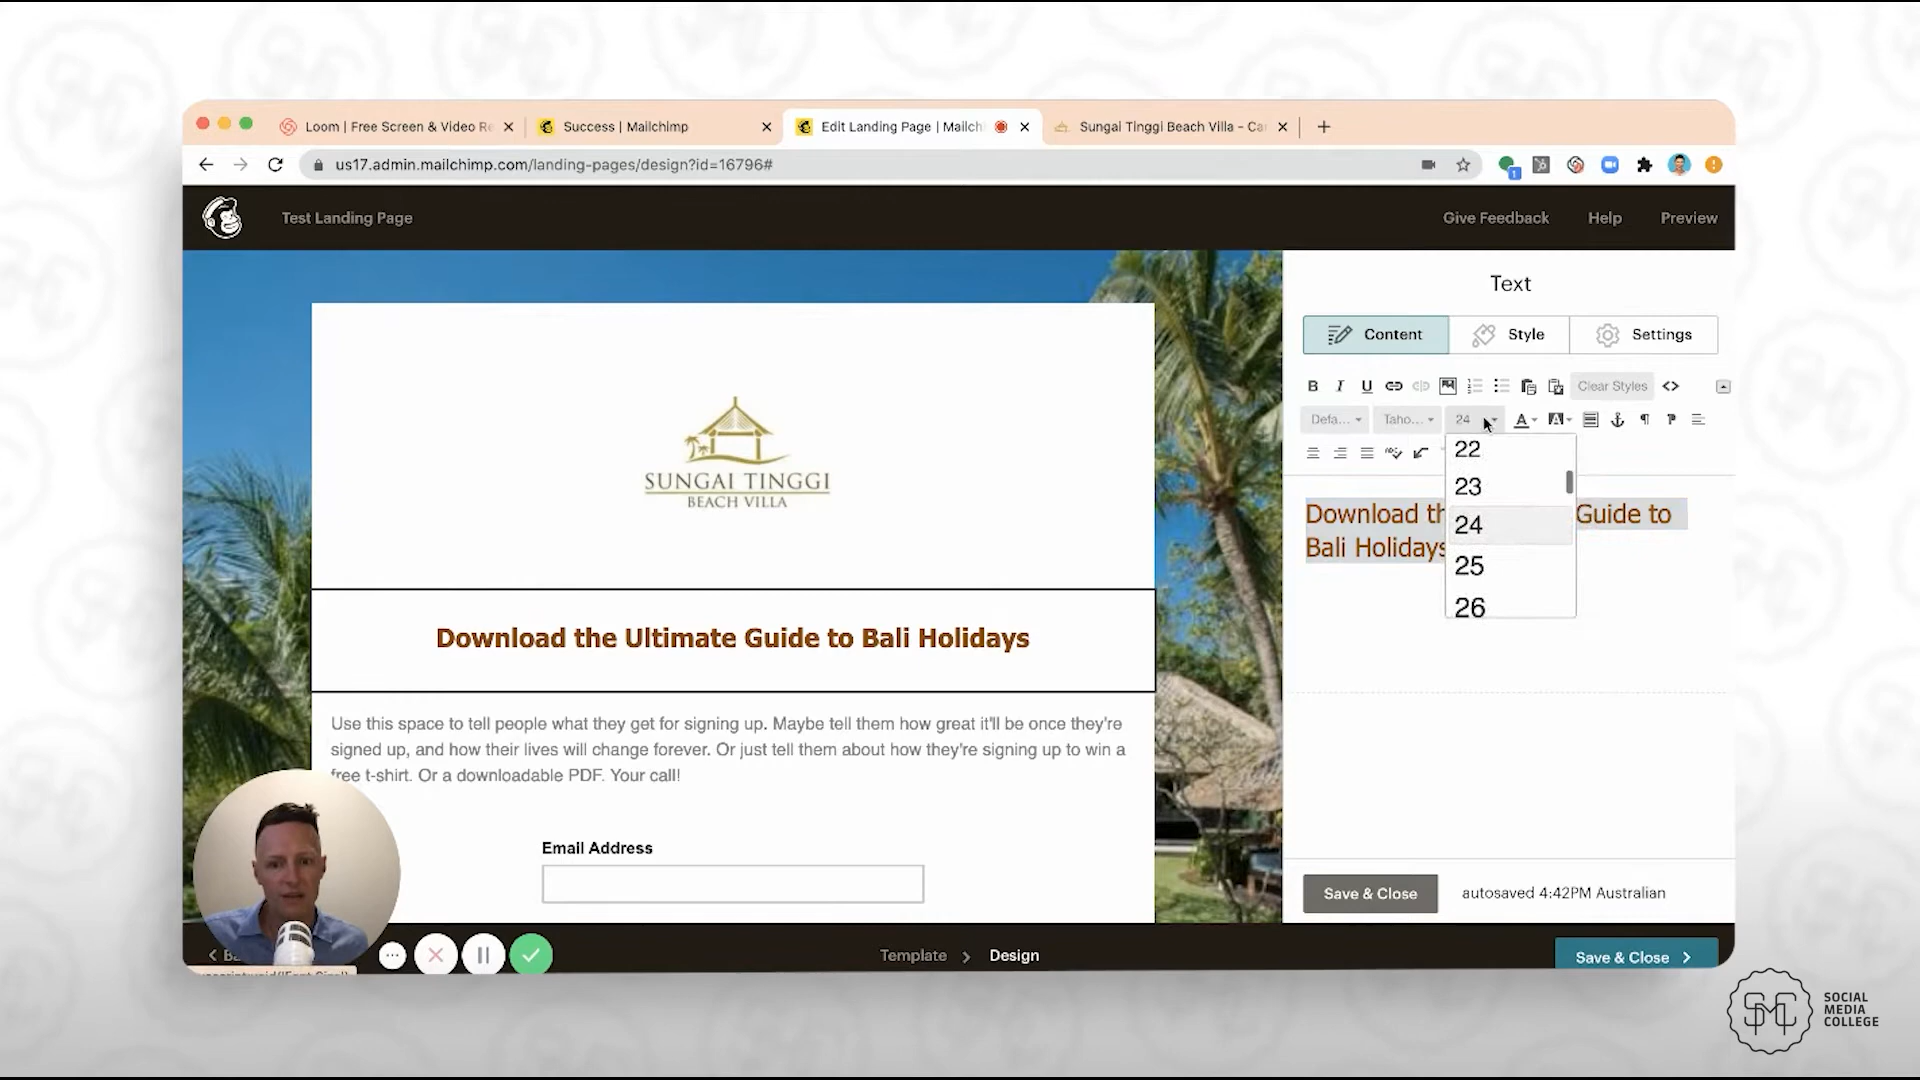 Loom | Free Screen & Video Re
Success | Mailchimp
Edit Landing Page | Mailch
Sungai Tinggi Beach Villa - Ca
us17.admin.mailchimp.com/landing-pages/design?id=16796#
1
Test Landing Page
Give Feedback
Help
Preview
SUNGAI TINGGI
BEACH VILLA
Download the Ultimate Guide to Bali Holidays
Use this space to tell people what they get for signing up. Maybe tell them how great it'll be once they're
signed up, and how their lives will change forever. Or just tell them about how they're signing up to win a
free t-shirt. Or a downloadable PDF. Your call!
Email Address
Text
Content
Style
Settings
B I U
Clear Styles
Defa...
Taho...
24
22
23
24
25
26
Download th Guide to
Bali Holidays
Save & Close
autosaved 4:42PM Australian
Template
Design
Save & Close
SMC
SOCIAL
MEDIA
COLLEGE